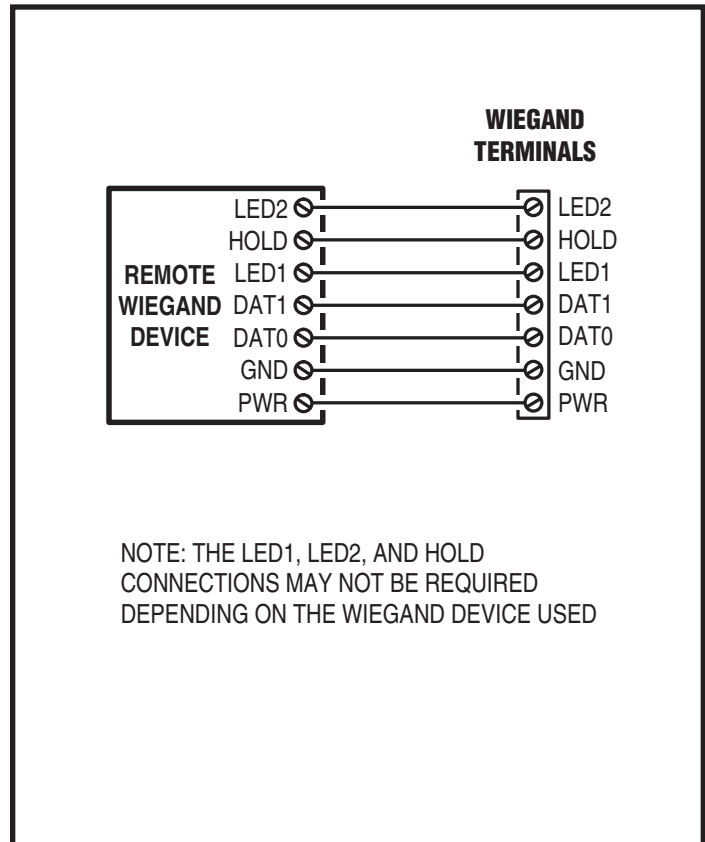 WIEGAND
TERMINALS
REMOTE
WIEGAND
DEVICE
LED2
HOLD
LED1
DAT1
DAT0
GND
PWR
LED2
HOLD
LED1
DAT1
DAT0
GND
PWR
NOTE: THE LED1, LED2, AND HOLD
CONNECTIONS MAY NOT BE REQUIRED
DEPENDING ON THE WIEGAND DEVICE USED